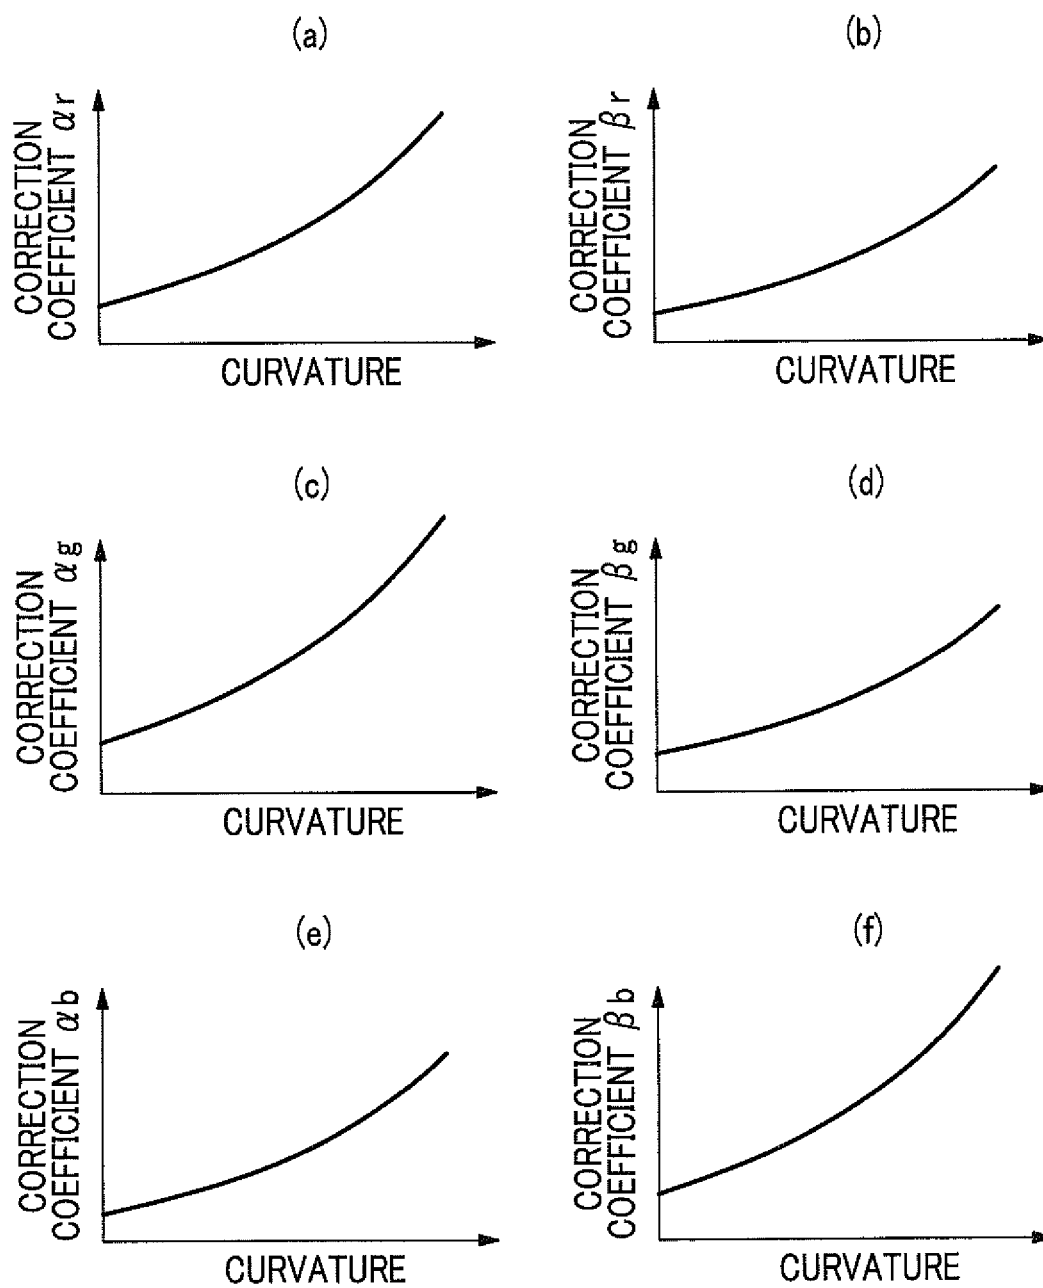 (a)
CORRECTION
COEFFICIENT αr
CURVATURE
(b)
CORRECTION
COEFFICIENT βr
CURVATURE
(c)
CORRECTION
COEFFICIENT αg
CURVATURE
(d)
CORRECTION
COEFFICIENT βg
CURVATURE
(e)
CORRECTION
COEFFICIENT αb
CURVATURE
(f)
CORRECTION
COEFFICIENT βb
CURVATURE